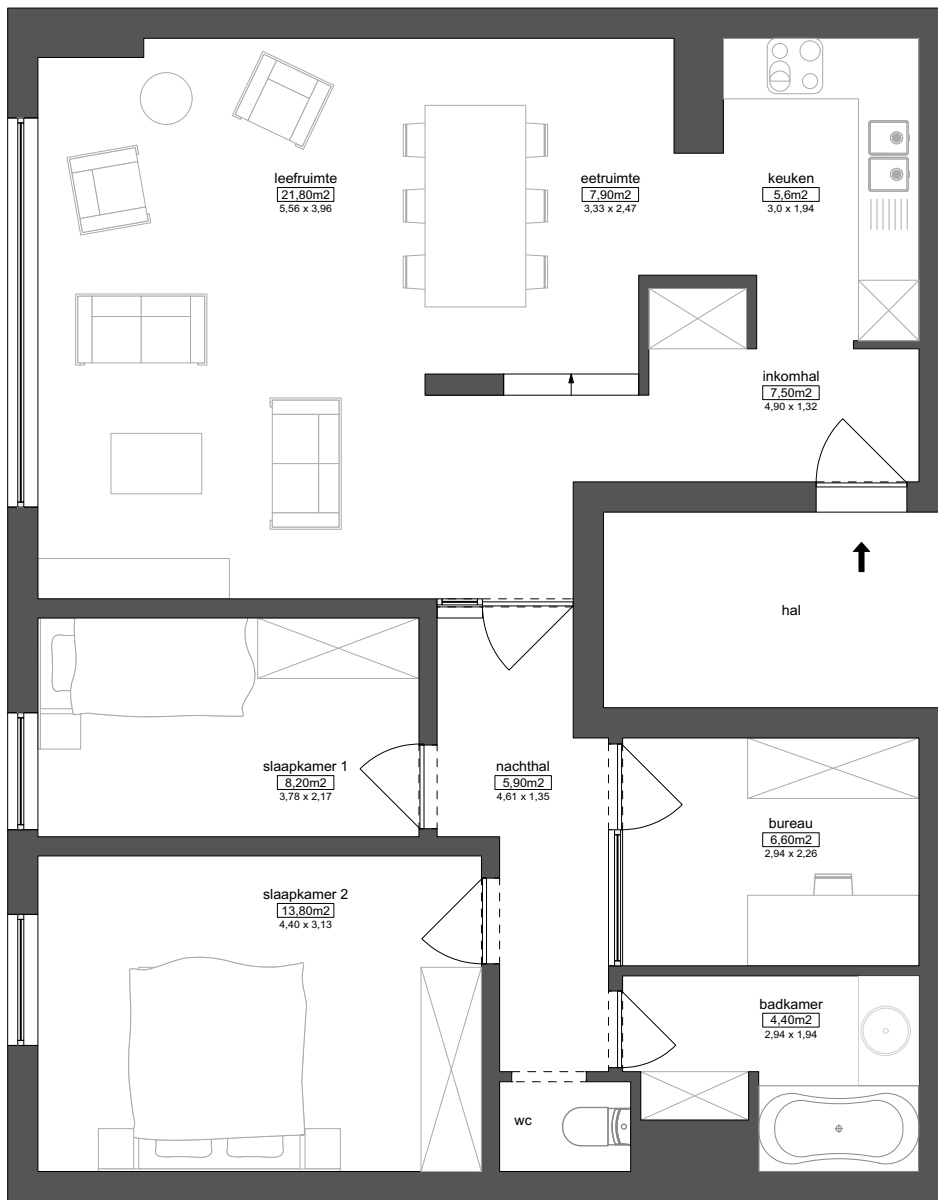 leefruimte
21,80m2
5,56 x 3,96
eetruimte
7,90m2
3,33 x 2,47
keuken
5,6m2
3,0 x 1,94
inkomhal
7,50m2
4,90 x 1,32
hal
slaapkamer 1
8,20m2
3,78 x 2,17
nachthal
5,90m2
4,61 x 1,35
bureau
6,60m2
2,94 x 2,26
slaapkamer 2
13,80m2
4,40 x 3,13
badkamer
4,40m2
2,94 x 1,94
wc